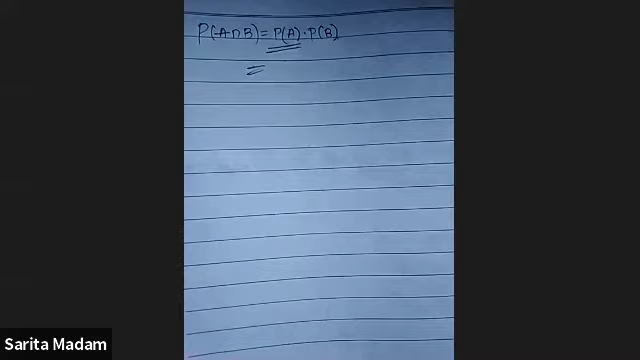 P(A∩B) = P(A)·P(B)
=
Sarita Madam